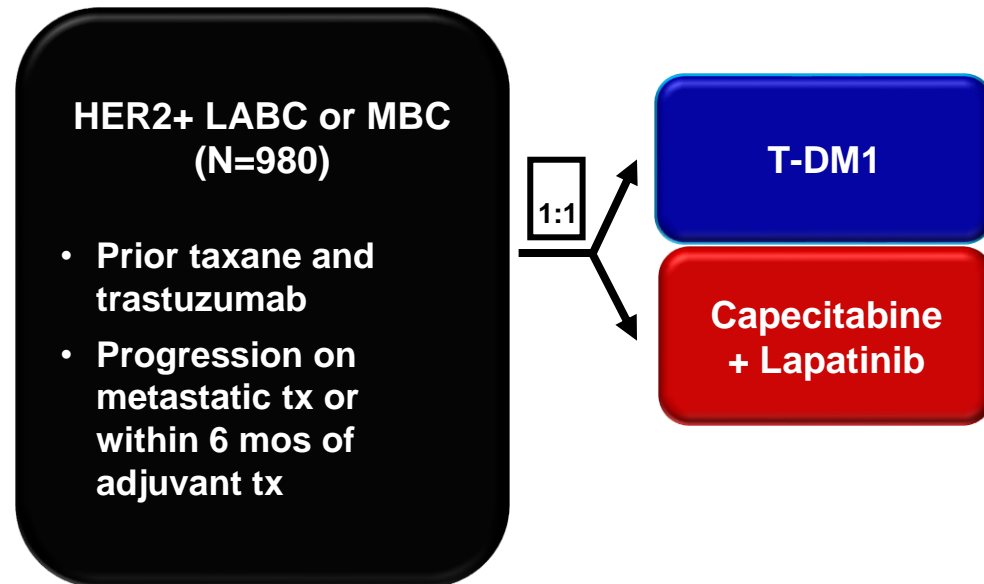 HER2+ LABC or MBC
(N=980)
• Prior taxane and
trastuzumab
• Progression on
metastatic tx or
within 6 mos of
adjuvant tx
1:1
T-DM1
Capecitabine
+ Lapatinib